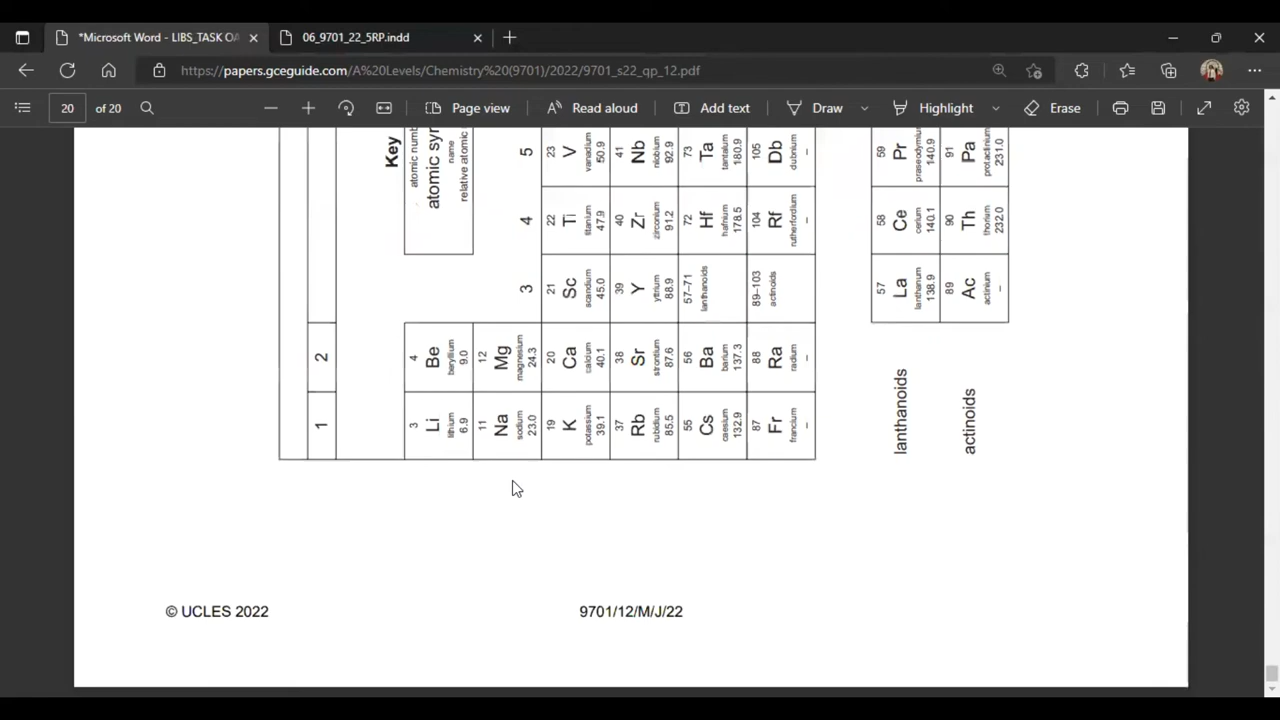 *Microsoft Word - LIBS_TASK OA
06_9701_22_5RP.indd
https://papers.gceguide.com/A%20Levels/Chemistry%20(9701)/2022/9701_s22_qp_12.pdf
20 of 20
Page view
Read aloud
Add text
Draw
Highlight
Erase
1
2
Key
atomic numb
atomic sym
name
relative atomic
3
Li
lithium
6.9
4
Be
beryllium
9.0
11
Na
sodium
23.0
12
Mg
magnesium
24.3
3
4
5
19
K
potassium
39.1
20
Ca
calcium
40.1
21
Sc
scandium
45.0
22
Ti
titanium
47.9
23
V
vanadium
50.9
37
Rb
rubidium
85.5
38
Sr
strontium
87.6
39
Y
yttrium
88.9
40
Zr
zirconium
91.2
41
Nb
niobium
92.9
55
Cs
caesium
132.9
56
Ba
barium
137.3
57–71
lanthanoids
72
Hf
hafnium
178.5
73
Ta
tantalum
180.9
87
Fr
francium
–
88
Ra
radium
–
89–103
actinoids
104
Rf
rutherfordium
–
105
Db
dubnium
–
lanthanoids
57
La
lanthanum
138.9
58
Ce
cerium
140.1
59
Pr
praseodymium
140.9
actinoids
89
Ac
actinium
–
90
Th
thorium
232.0
91
Pa
protactinium
231.0
© UCLES 2022
9701/12/M/J/22